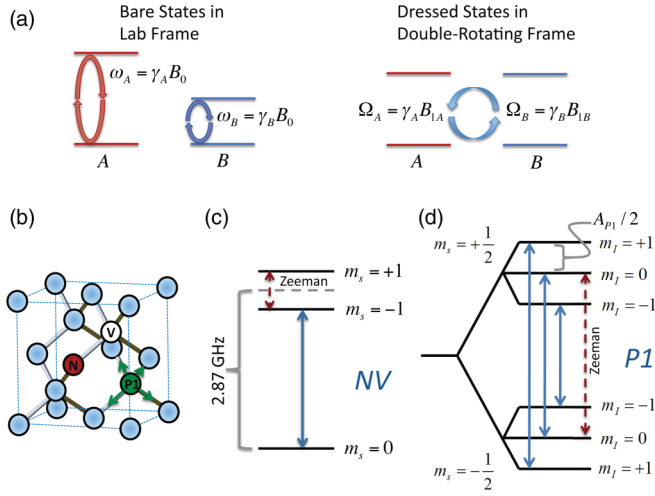 (a)
Bare States in
Lab Frame
Dressed States in
Double-Rotating Frame
ω_A = γ_A B_0
ω_B = γ_B B_0
A
B
Ω_A = γ_A B_1A
Ω_B = γ_B B_1B
A
B
(b)
V
N
P1
(c)
m_s = +1
Zeeman
m_s = −1
2.87 GHz
NV
m_s = 0
(d)
A_P1 / 2
m_s = +1/2
m_I = +1
m_I = 0
m_I = −1
Zeeman
P1
m_I = −1
m_I = 0
m_s = −1/2
m_I = +1